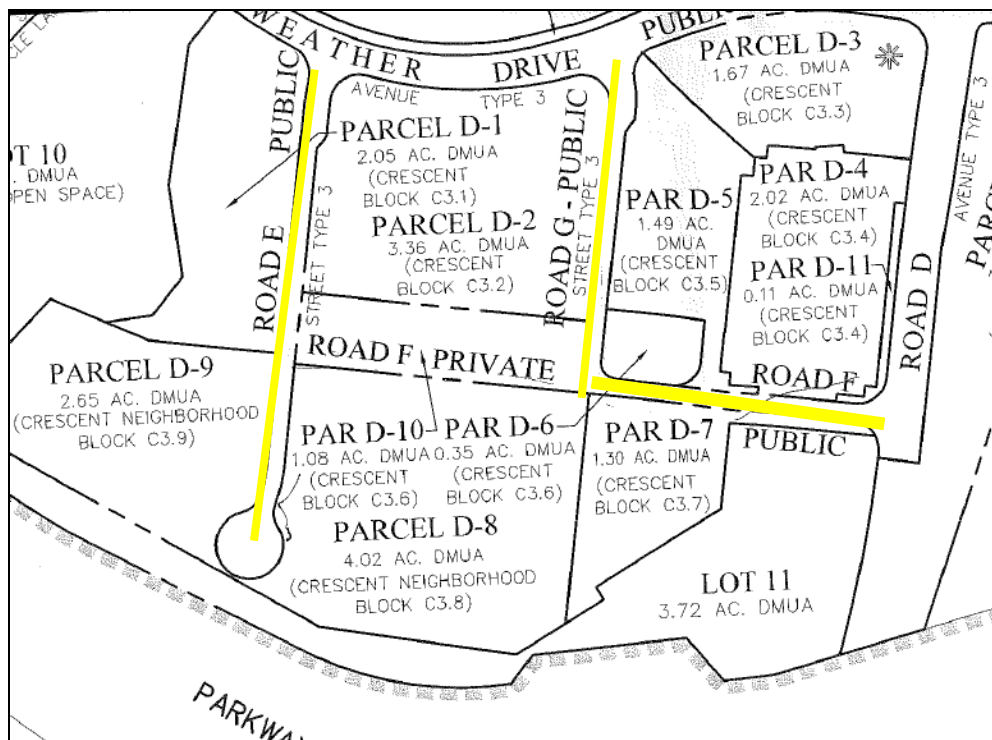 WEATHER DRIVE
PUBLIC
AVENUE TYPE 3
PARCEL D-3
1.67 AC. DMUA
(CRESCENT
BLOCK C3.3)
PARCEL D-1
2.05 AC. DMUA
(CRESCENT
BLOCK C3.1)
OT 10
. DMUA
OPEN SPACE)
PARCEL D-2
3.36 AC. DMUA
(CRESCENT
BLOCK C3.2)
ROAD E PUBLIC
STREET TYPE 3
ROAD G - PUBLIC
STREET TYPE 3
PAR D-5
1.49 AC.
DMUA
(CRESCENT
BLOCK C3.5)
PAR D-4
2.02 AC. DMUA
(CRESCENT
BLOCK C3.4)
PAR D-11
0.11 AC. DMUA
(CRESCENT
BLOCK C3.4)
ROAD D
AVENUE TYPE 3
PARCE
ROAD F PRIVATE
ROAD F
PUBLIC
PARCEL D-9
2.65 AC. DMUA
(CRESCENT NEIGHBORHOOD
BLOCK C3.9)
PAR D-10
1.08 AC. DMUA
(CRESCENT
BLOCK C3.6)
PAR D-6
0.35 AC. DMUA
(CRESCENT
BLOCK C3.6)
PAR D-7
1.30 AC. DMUA
(CRESCENT
BLOCK C3.7)
PARCEL D-8
4.02 AC. DMUA
(CRESCENT NEIGHBORHOOD
BLOCK C3.8)
LOT 11
3.72 AC. DMUA
PARKWAY